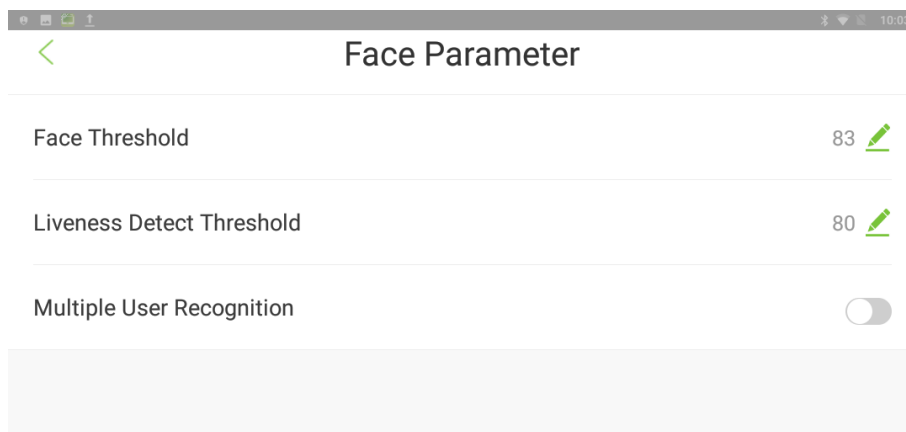 Face Parameter
Face Threshold 83
Liveness Detect Threshold 80
Multiple User Recognition